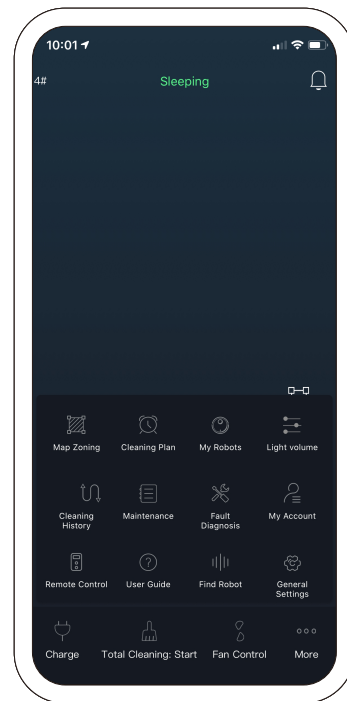 10:01
4#
Sleeping
Map Zoning
Cleaning Plan
My Robots
Light volume
Cleaning
History
Maintenance
Fault
Diagnosis
My Account
Remote Control
User Guide
Find Robot
General
Settings
Charge
Total Cleaning: Start
Fan Control
More